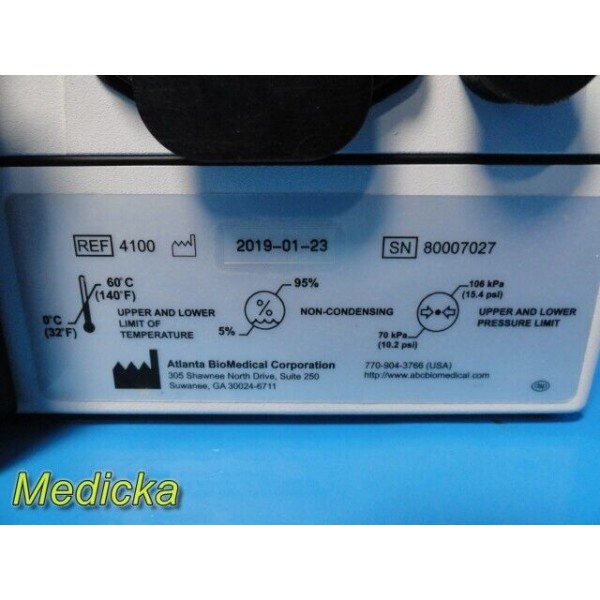 REF 4100 2019-01-23 SN 80007027
60°C
(140°F)
0°C
(32°F)
UPPER AND LOWER
LIMIT OF
TEMPERATURE
95%
%
5%
NON-CONDENSING
106 kPa
(15.4 psi)
70 kPa
(10.2 psi)
UPPER AND LOWER
PRESSURE LIMIT
Atlanta BioMedical Corporation
305 Shawnee North Drive, Suite 250
Suwanee, GA 30024-6711
770-904-3766 (USA)
http://www.abcbiomedical.com
Medicka